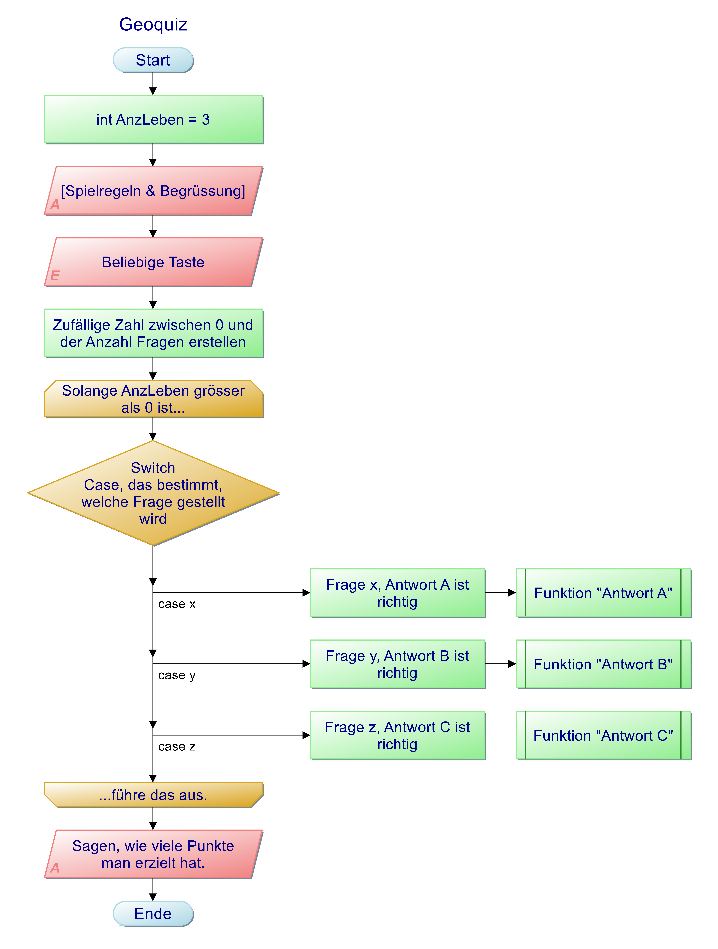 Geoquiz
Start
int AnzLeben = 3
[Spielregeln & Begrüssung]
A
Beliebige Taste
E
Zufällige Zahl zwischen 0 und
der Anzahl Fragen erstellen
Solange AnzLeben grösser
als 0 ist...
Switch
Case, das bestimmt,
welche Frage gestellt
wird
case x
Frage x, Antwort A ist
richtig
Funktion "Antwort A"
case y
Frage y, Antwort B ist
richtig
Funktion "Antwort B"
case z
Frage z, Antwort C ist
richtig
Funktion "Antwort C"
...führe das aus.
Sagen, wie viele Punkte
man erzielt hat.
A
Ende